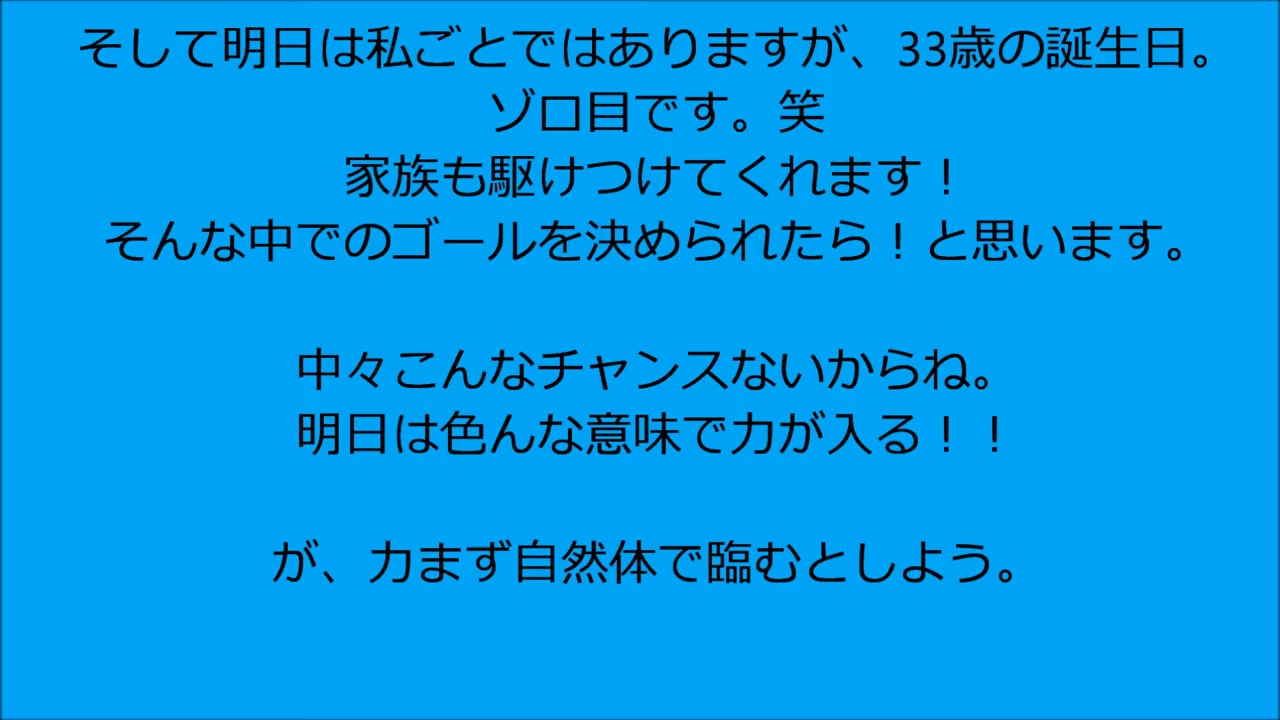 そして明日は私ごとではありますが、33歳の誕生日。
ゾロ目です。笑
家族も駆けつけてくれます！
そんな中でのゴールを決められたら！と思います。
中々こんなチャンスないからね。
明日は色んな意味で力が入る！！
が、力まず自然体で臨むとしよう。